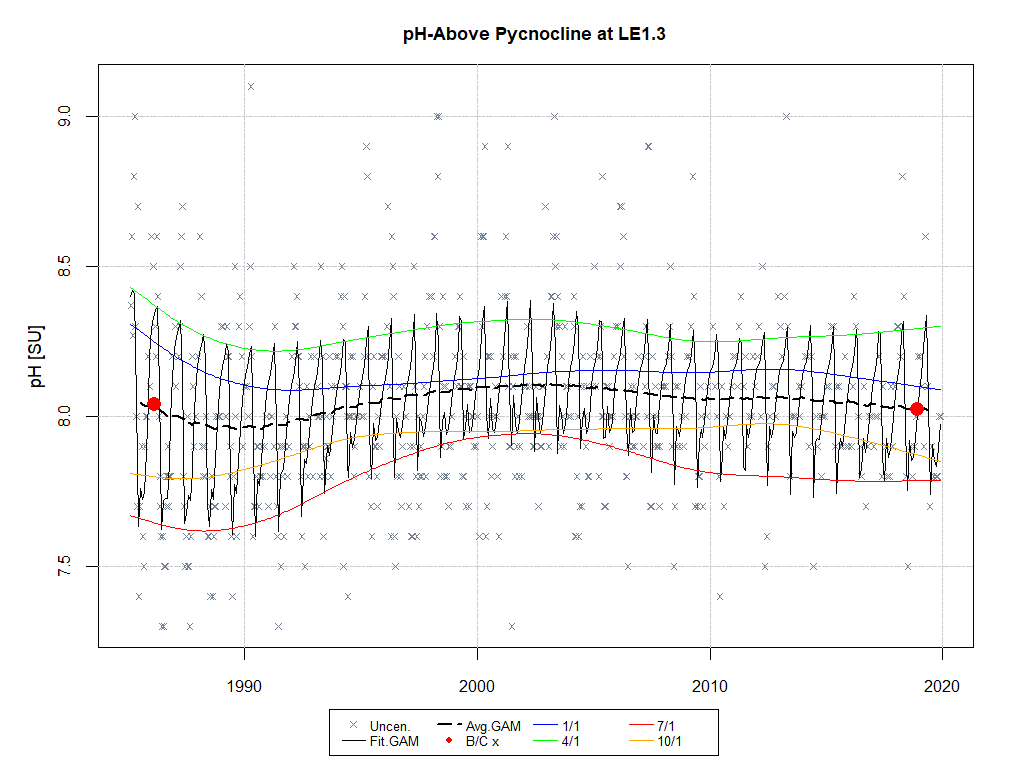 pH-Above Pycnocline at LE1.3
pH [SU]
9.0
8.5
8.0
7.5
1990
2000
2010
2020
Uncen. Avg.GAM 1/1 7/1
Fit.GAM B/C x 4/1 10/1